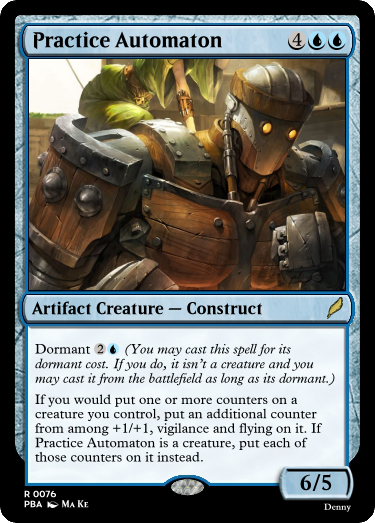 Practice Automaton 4
Artifact Creature — Construct
Dormant 2 (You may cast this spell for its
dormant cost. If you do, it isn't a creature and you
may cast it from the battlefield as long as its dormant.)
If you would put one or more counters on a
creature you control, put an additional counter
from among +1/+1, vigilance and flying on it. If
Practice Automaton is a creature, put each of
those counters on it instead.
6/5
R 0076
PBA MA KE
Denny